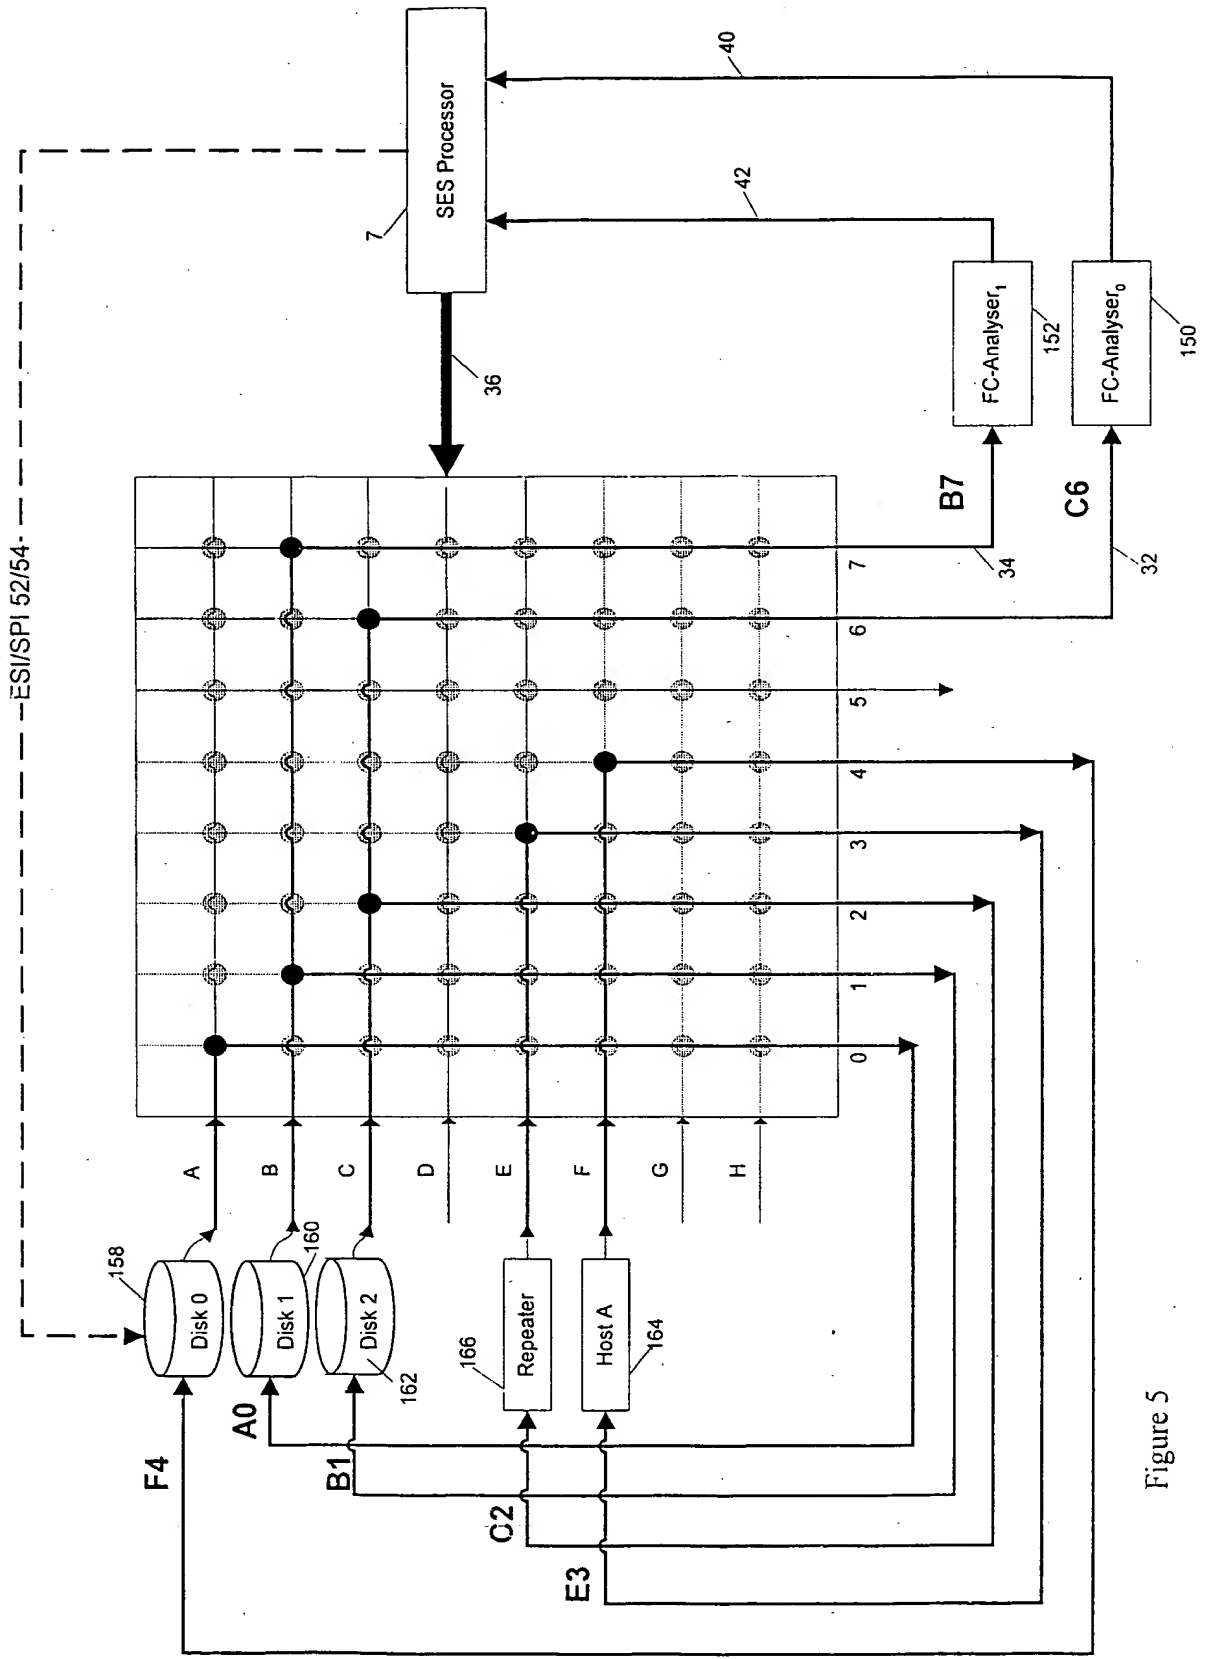 ESI/SPI 52/54
SES Processor
7
40
42
36
FC-Analyser1
152
FC-Analyser0
150
B7
C6
34
32
0
1
2
3
4
5
6
7
A
B
C
D
E
F
G
H
158
Disk 0
160
Disk 1
Disk 2
162
Repeater
166
Host A
164
F4
A0
B1
C2
E3
Figure 5